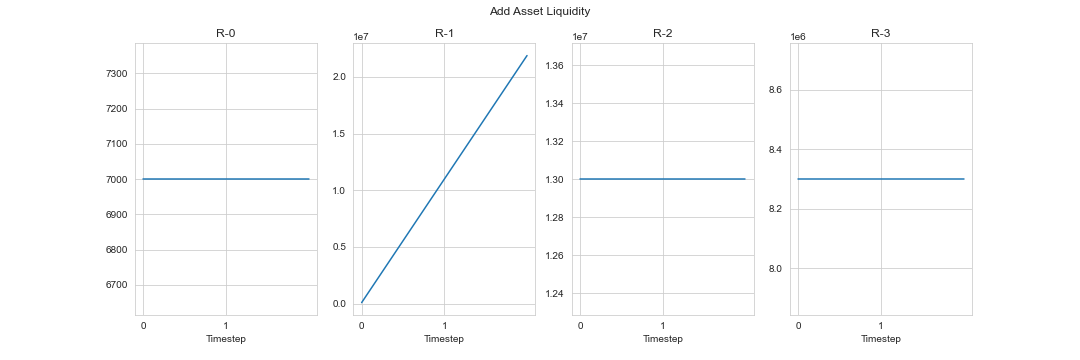 Add Asset Liquidity
R-0
7300
7200
7100
7000
6900
6800
6700
0 1
Timestep
R-1
1e7
2.0
1.5
1.0
0.5
0.0
0 1
Timestep
R-2
1e7
1.36
1.34
1.32
1.30
1.28
1.26
1.24
0 1
Timestep
R-3
1e6
8.6
8.4
8.2
8.0
0 1
Timestep